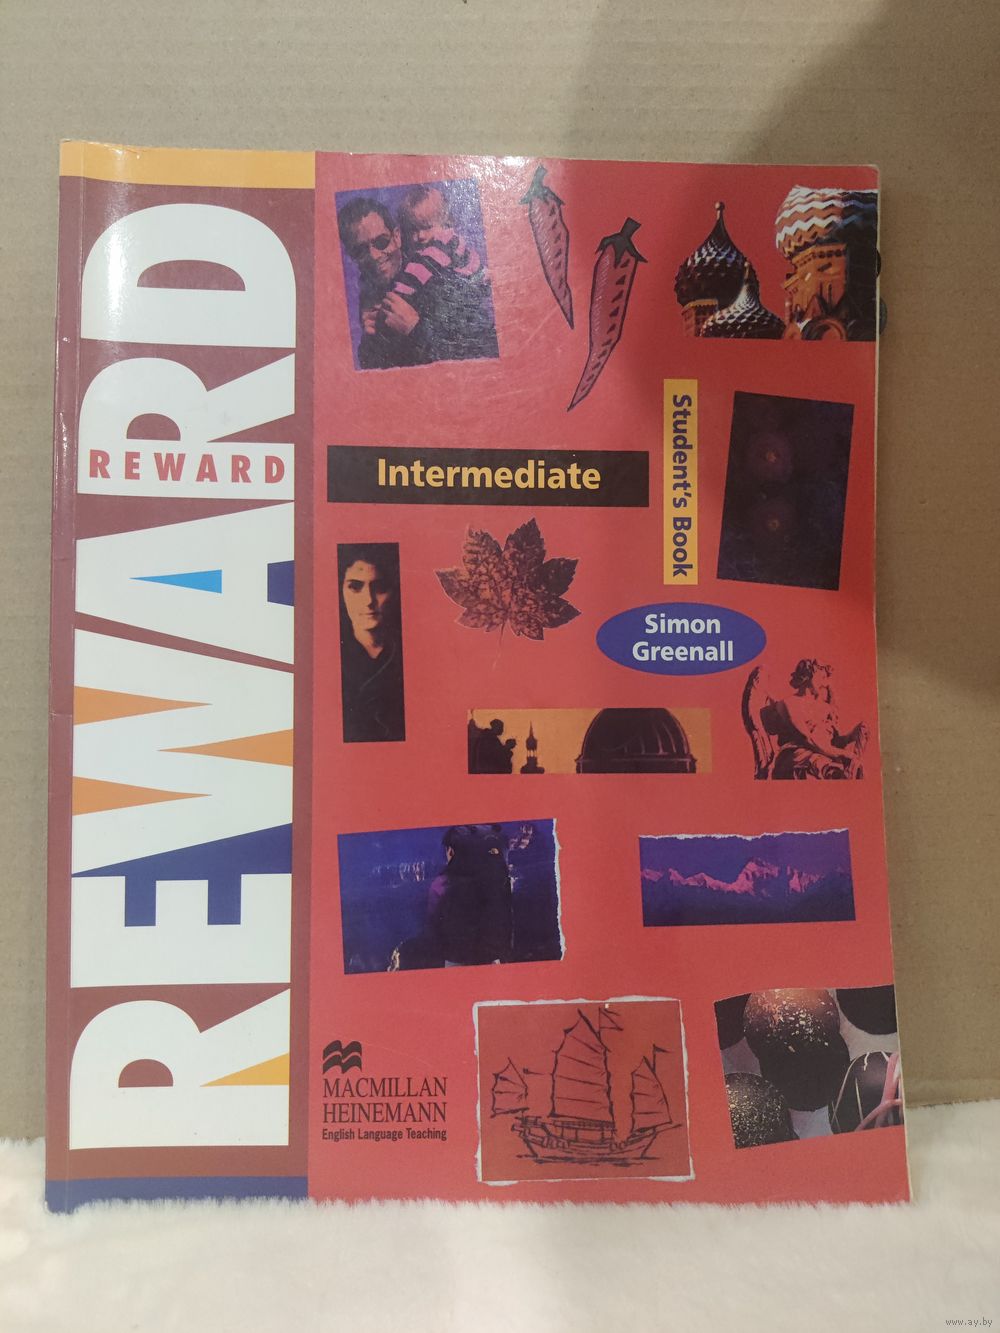 REWARD
REWARD
Intermediate
Student's Book
Simon
Greenall
MACMILLAN
HEINEMANN
English Language Teaching
www.ay.by